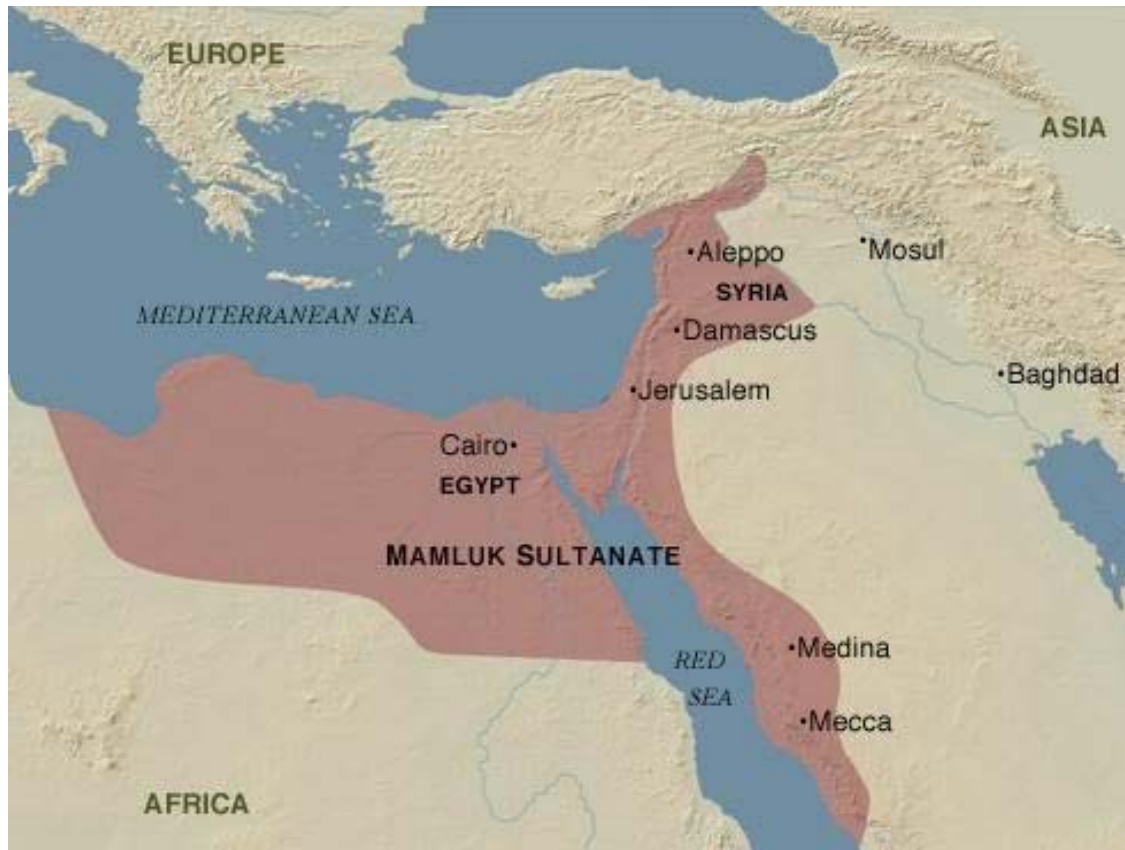 EUROPE
ASIA
Aleppo
Mosul
SYRIA
MEDITERRANEAN SEA
Damascus
Baghdad
Jerusalem
Cairo
EGYPT
MAMLUK SULTANATE
Medina
RED
SEA
Mecca
AFRICA